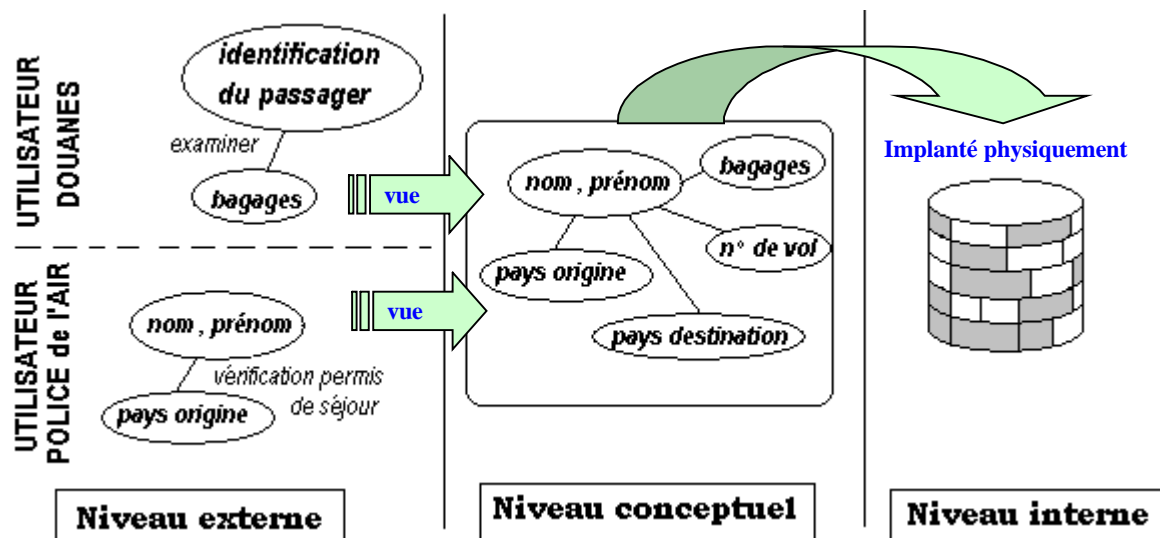 UTILISATEUR
DOUANES
identification
du passager
examiner
bagages
vue
UTILISATEUR
POLICE de l'AIR
nom , prénom
vérification permis
de séjour
pays origine
vue
Niveau externe
nom , prénom
bagages
n° de vol
pays origine
pays destination
Niveau conceptuel
Implanté physiquement
Niveau interne